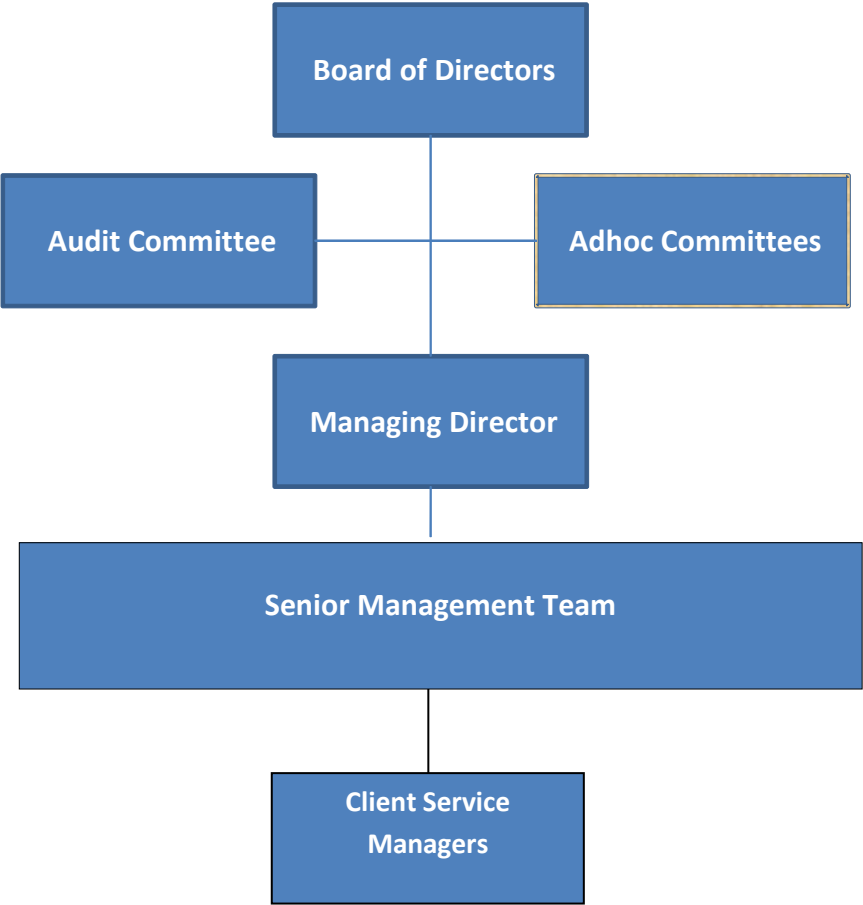 Board of Directors
Audit Committee
Adhoc Committees
Managing Director
Senior Management Team
Client Service
Managers